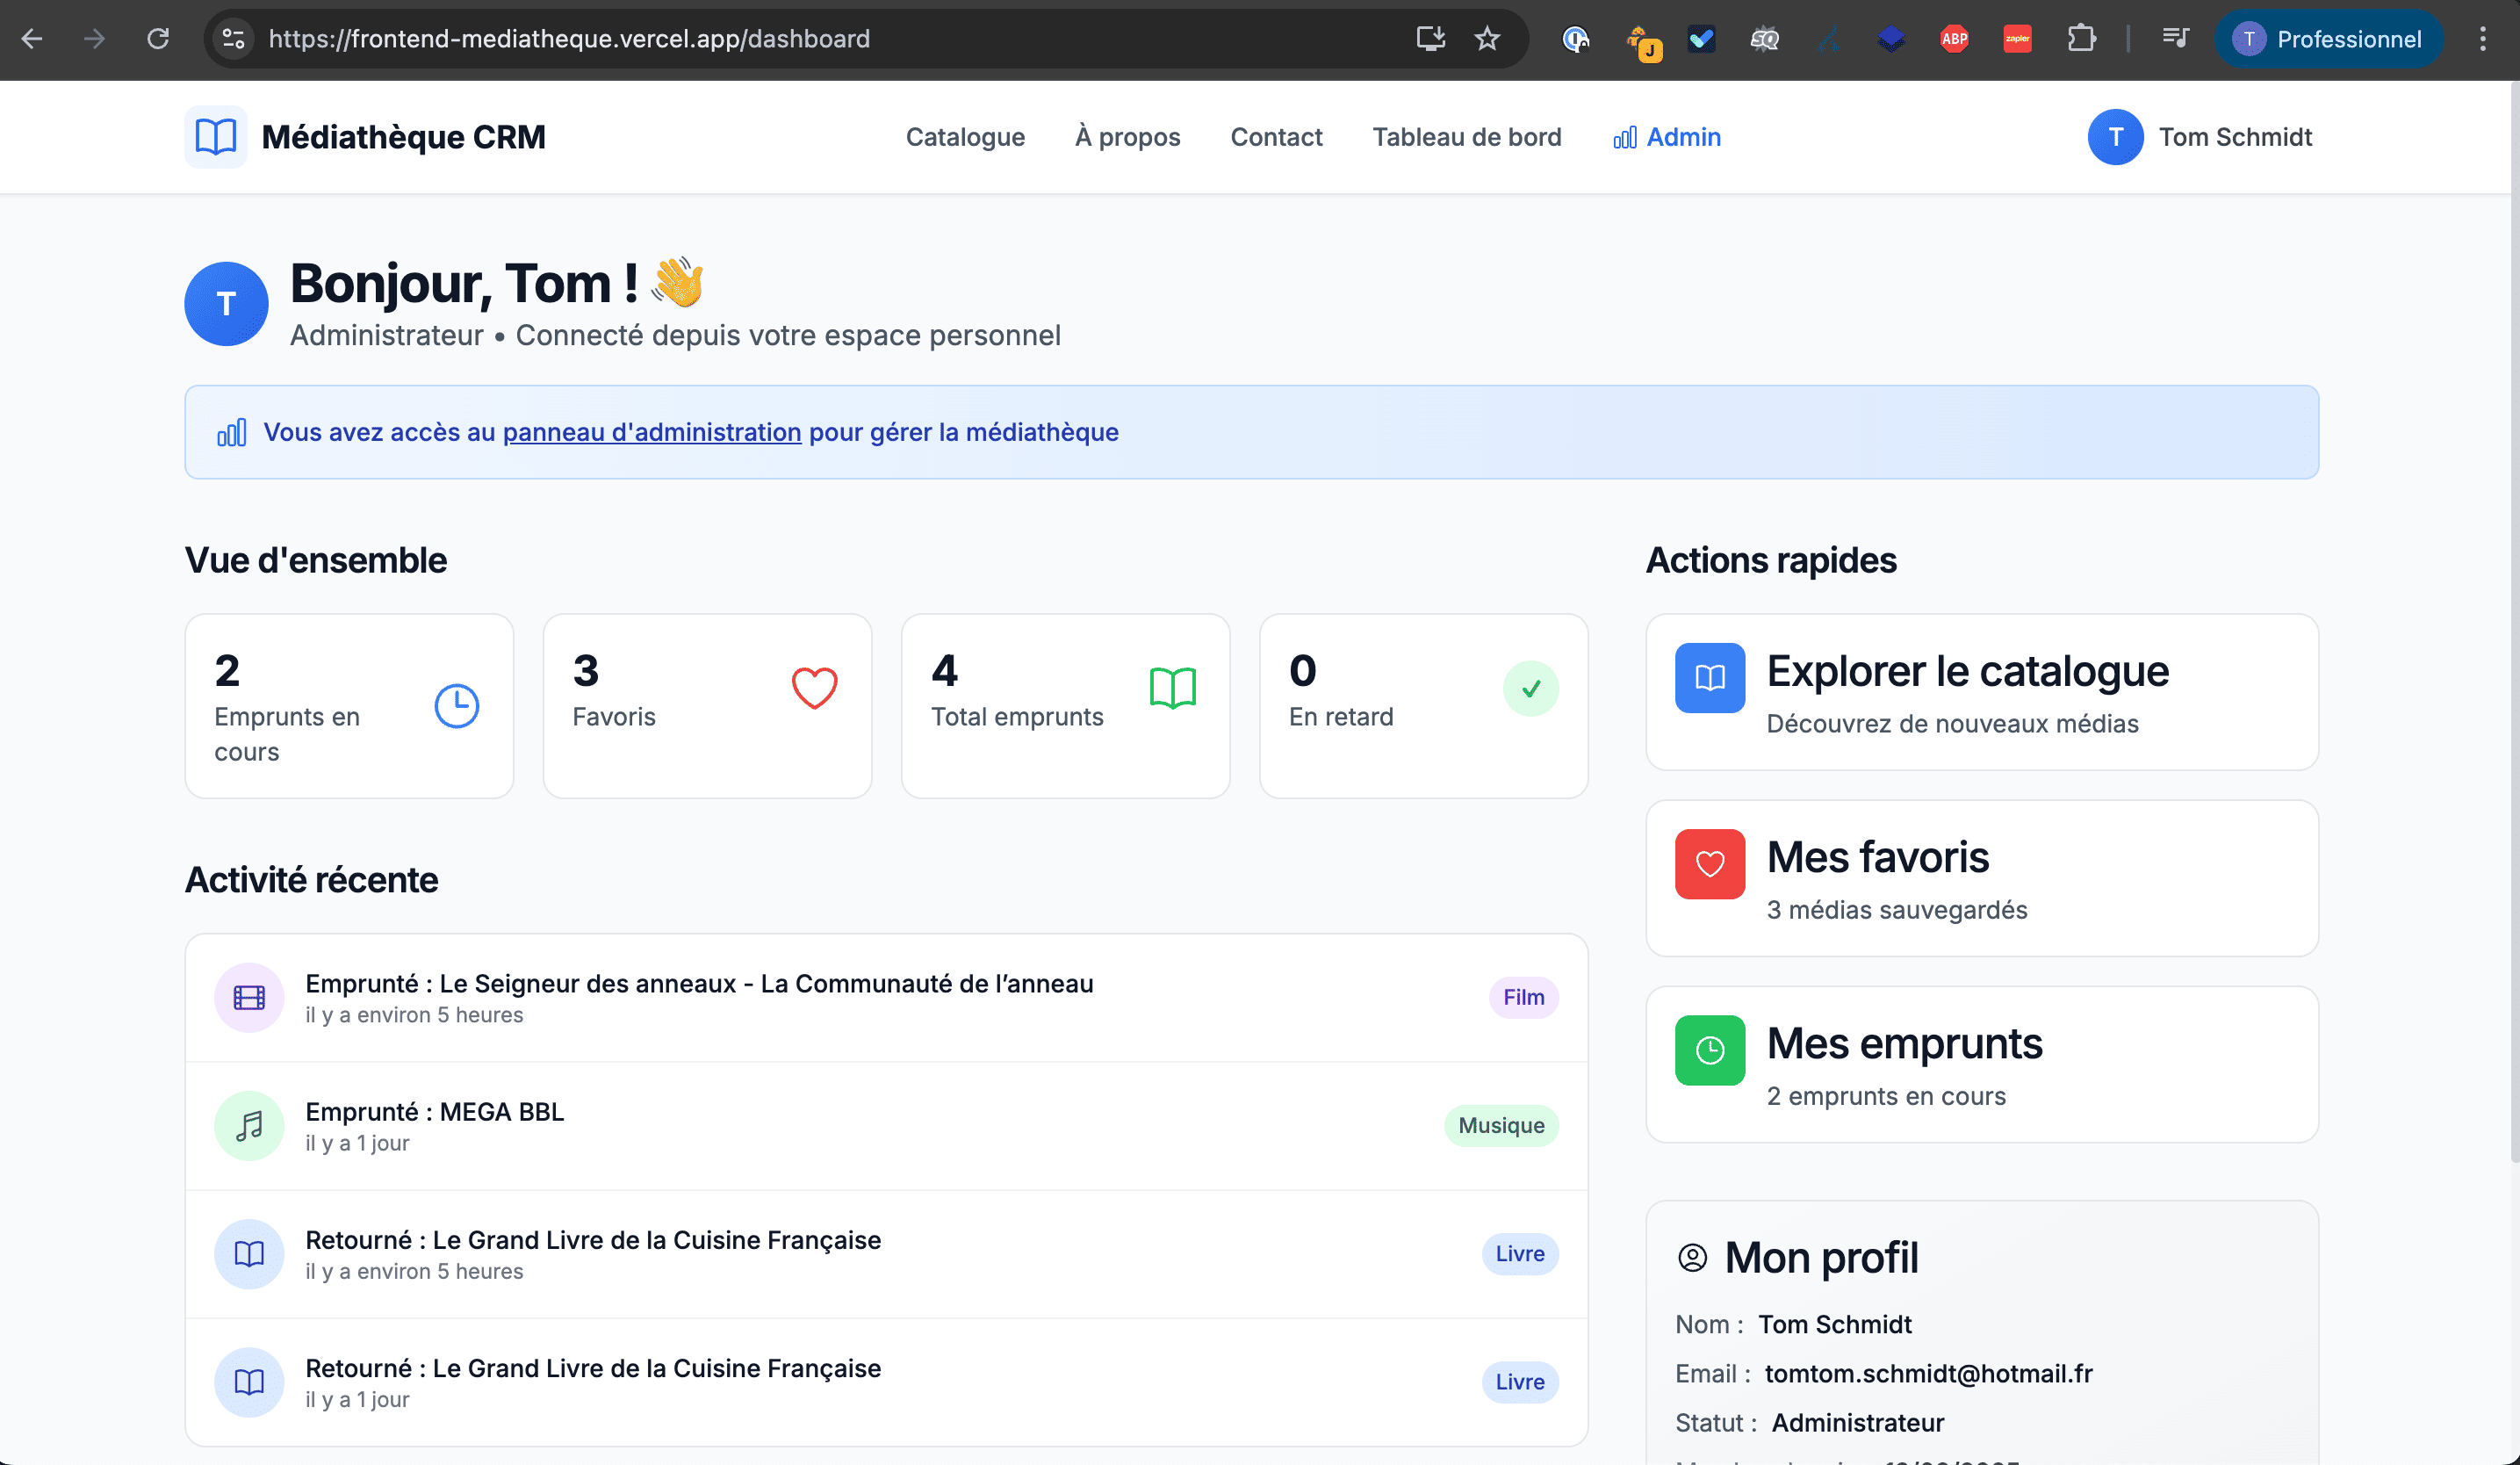 https://frontend-mediatheque.vercel.app/dashboard
J
SQ
ABP
zapier
T
Professionnel
Médiathèque CRM
Catalogue
À propos
Contact
Tableau de bord
Admin
T
Tom Schmidt
T
Bonjour, Tom ! 👋
Administrateur • Connecté depuis votre espace personnel
Vous avez accès au panneau d'administration pour gérer la médiathèque
Vue d'ensemble
2
Emprunts en
cours
3
Favoris
4
Total emprunts
0
En retard
Activité récente
Emprunté : Le Seigneur des anneaux - La Communauté de l’anneau
il y a environ 5 heures
Film
Emprunté : MEGA BBL
il y a 1 jour
Musique
Retourné : Le Grand Livre de la Cuisine Française
il y a environ 5 heures
Livre
Retourné : Le Grand Livre de la Cuisine Française
il y a 1 jour
Livre
Actions rapides
Explorer le catalogue
Découvrez de nouveaux médias
Mes favoris
3 médias sauvegardés
Mes emprunts
2 emprunts en cours
Mon profil
Nom : Tom Schmidt
Email : tomtom.schmidt@hotmail.fr
Statut : Administrateur